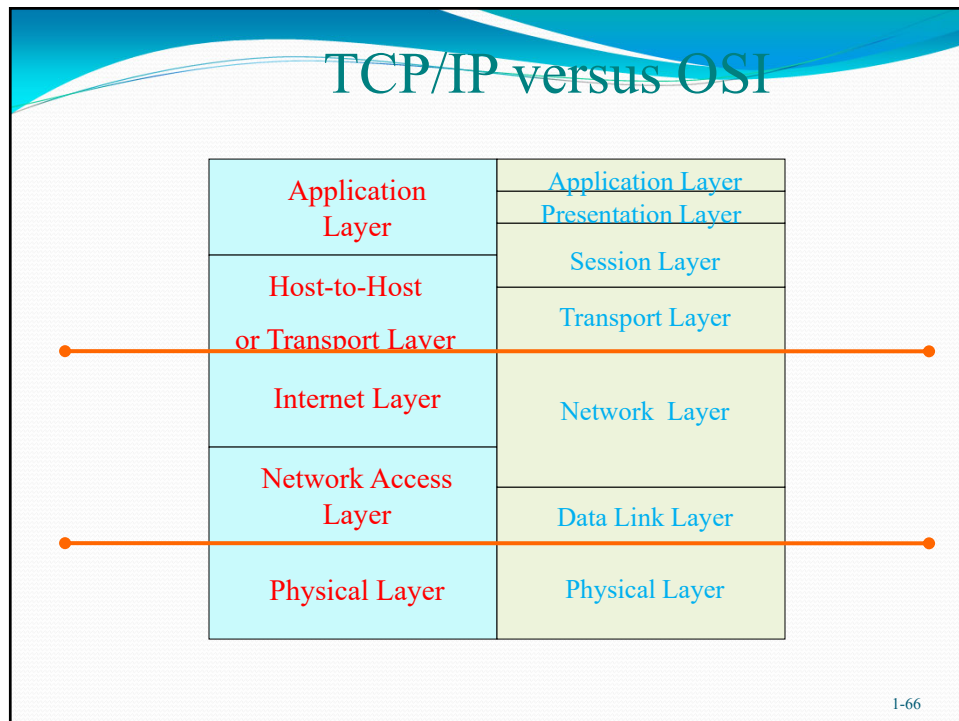 TCP/IP versus OSI
Application
Layer
Host-to-Host
or Transport Layer
Internet Layer
Network Access
Layer
Physical Layer
Application Layer
Presentation Layer
Session Layer
Transport Layer
Network Layer
Data Link Layer
Physical Layer
1-66